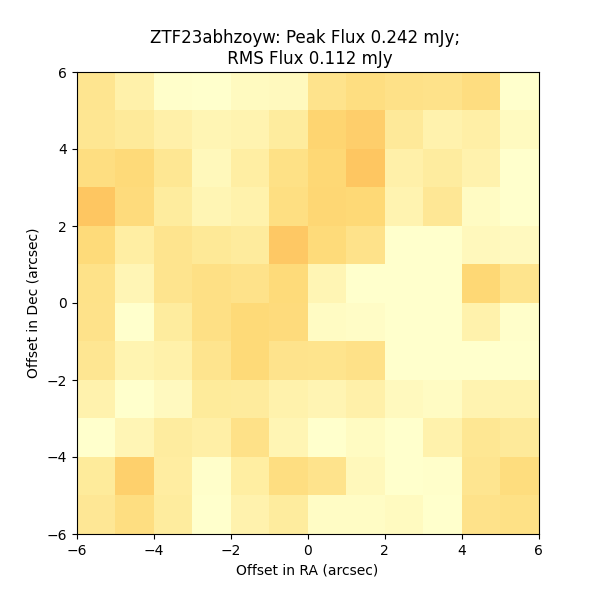 ZTF23abhzoyw: Peak Flux 0.242 mJy;
RMS Flux 0.112 mJy
6
4
2
0
−2
−4
−6
Offset in Dec (arcsec)
−6 −4 −2 0 2 4 6
Offset in RA (arcsec)